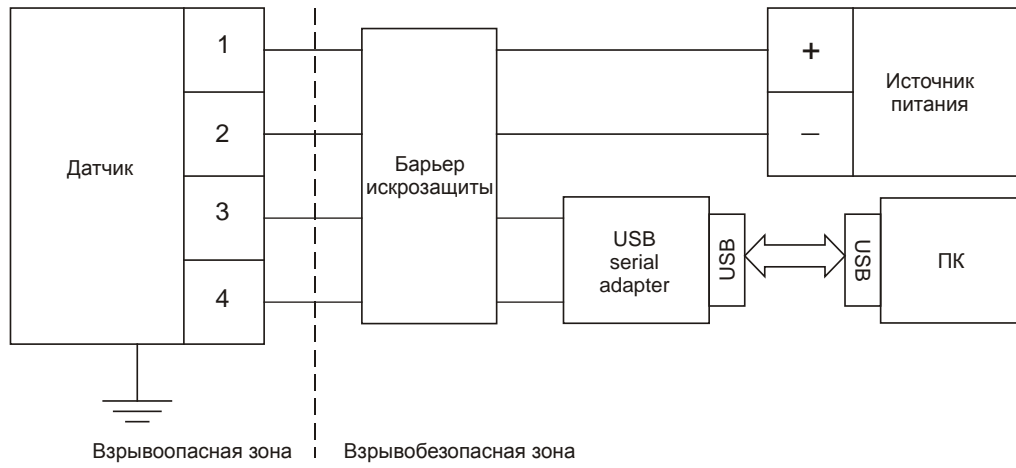 Датчик
1
2
3
4
Барьер
искрозащиты
+
–
Источник
питания
USB
serial
adapter
USB
USB
ПК
Взрывоопасная зона
Взрывобезопасная зона